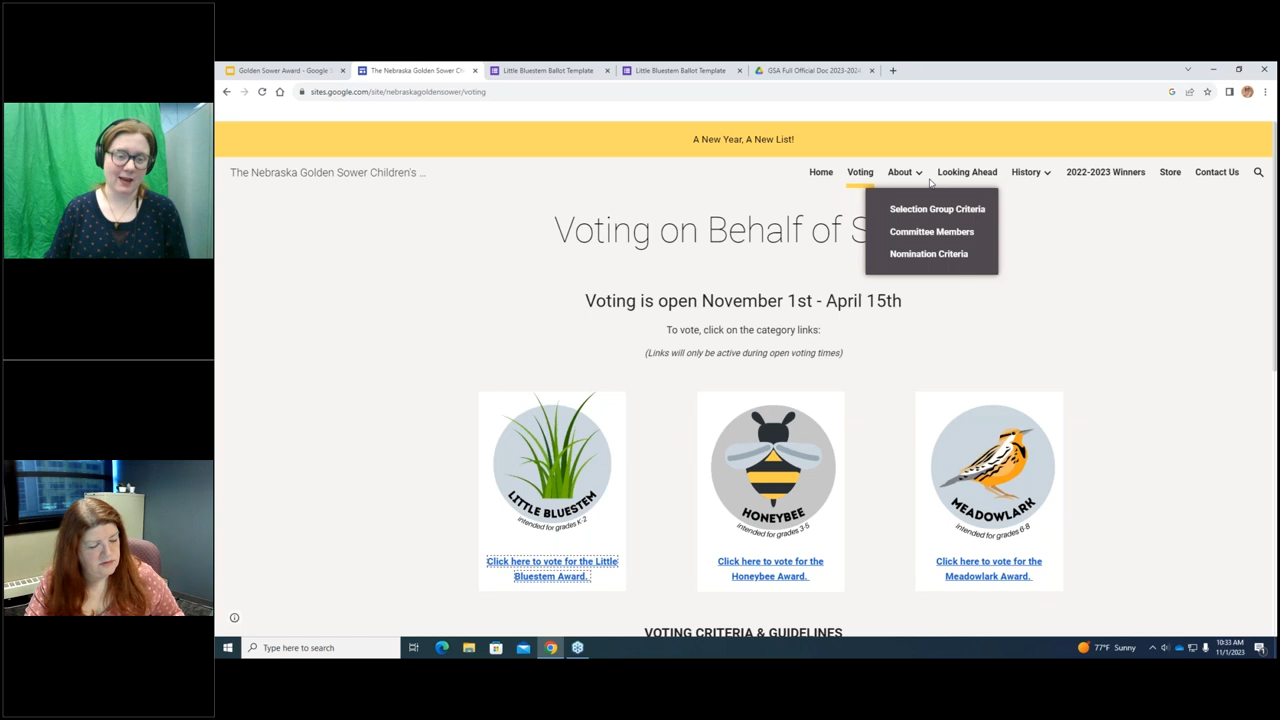 Golden Sower Award - Google S
The Nebraska Golden Sower Ch
Little Bluestem Ballot Template
Little Bluestem Ballot Template
GSA Full Official Doc 2023-2024
sites.google.com/site/nebraskagoldensower/voting
A New Year, A New List!
The Nebraska Golden Sower Children's ...
Home Voting About Looking Ahead History 2022-2023 Winners Store Contact Us
Selection Group Criteria
Committee Members
Nomination Criteria
Voting on Behalf of S
Voting is open November 1st - April 15th
To vote, click on the category links:
(Links will only be active during open voting times)
LITTLE BLUESTEM
intended for grades K-2
HONEYBEE
intended for grades 3-5
MEADOWLARK
intended for grades 6-8
Click here to vote for the Little
Bluestem Award.
Click here to vote for the
Honeybee Award.
Click here to vote for the
Meadowlark Award.
VOTING CRITERIA & GUIDELINES
Type here to search
77°F Sunny
10:33 AM
11/1/2023